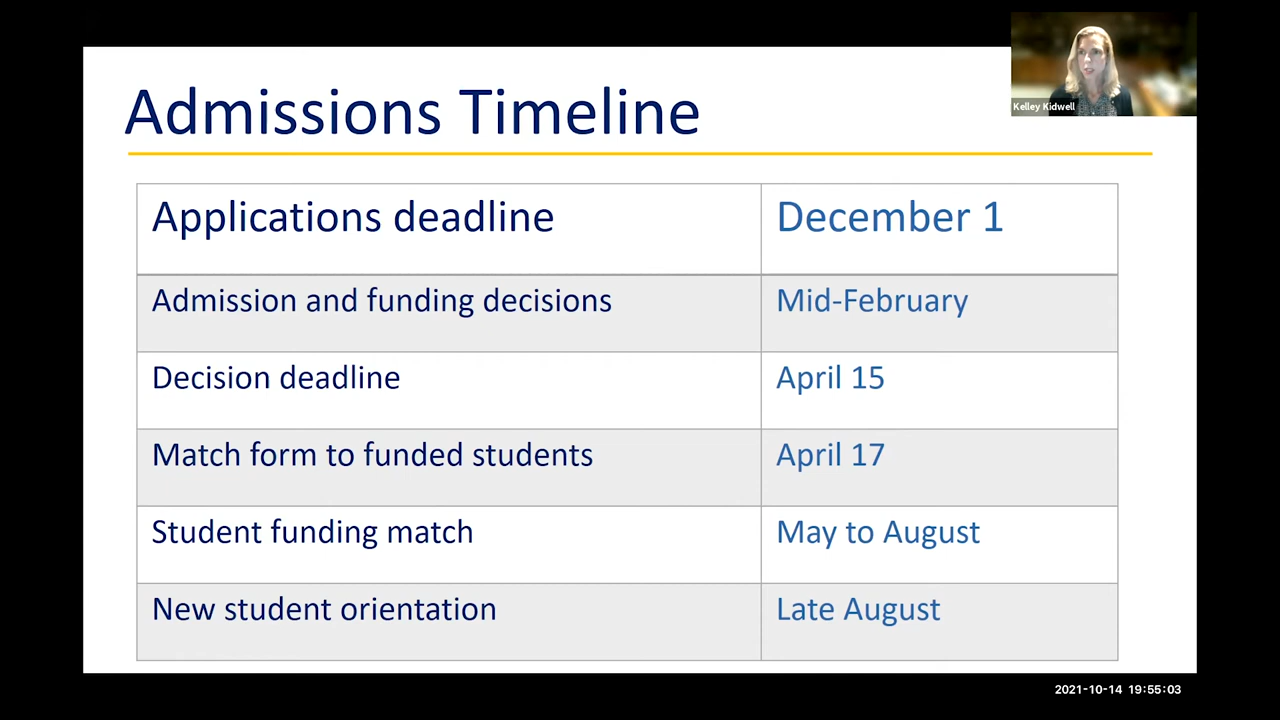 Admissions Timeline
Kelley Kidwell
Applications deadline December 1
Admission and funding decisions Mid-February
Decision deadline April 15
Match form to funded students April 17
Student funding match May to August
New student orientation Late August
2021-10-14 19:55:03